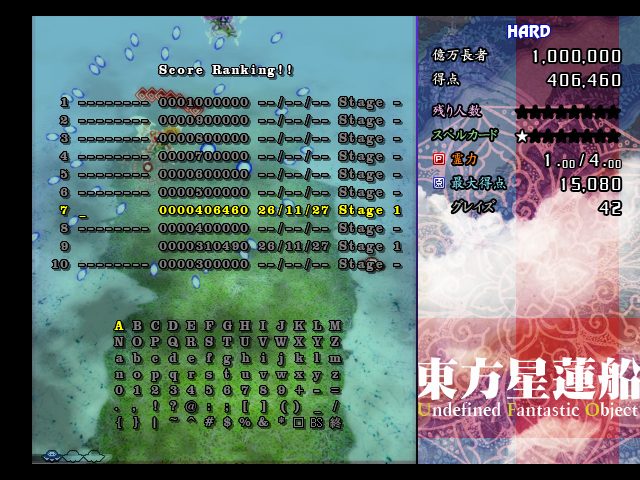 HARD
億万長者 1,000,000
得点 406,460
残り人数
スペルカード
P 霊力 1.00/4.00
点 最大得点 15,080
グレイズ 42
Score Ranking!!
1 -------- 0001000000 --/--/-- Stage -
2 -------- 0000900000 --/--/-- Stage -
3 -------- 0000800000 --/--/-- Stage -
4 -------- 0000700000 --/--/-- Stage -
5 -------- 0000600000 --/--/-- Stage -
6 -------- 0000500000 --/--/-- Stage -
7 _ 0000406460 26/11/27 Stage 1
8 -------- 0000400000 --/--/-- Stage -
9 0000310490 26/11/27 Stage 1
10 -------- 0000300000 --/--/-- Stage -
A B C D E F G H I J K L M
N O P Q R S T U V W X Y Z
a b c d e f g h i j k l m
n o p q r s t u v w x y z
0 1 2 3 4 5 6 7 8 9 + - =
. , ! ? @ : ; [ ] ( ) _ /
{ } | ~ ^ # $ % & * □ BS 終
東方星蓮船
Undefined Fantastic Object